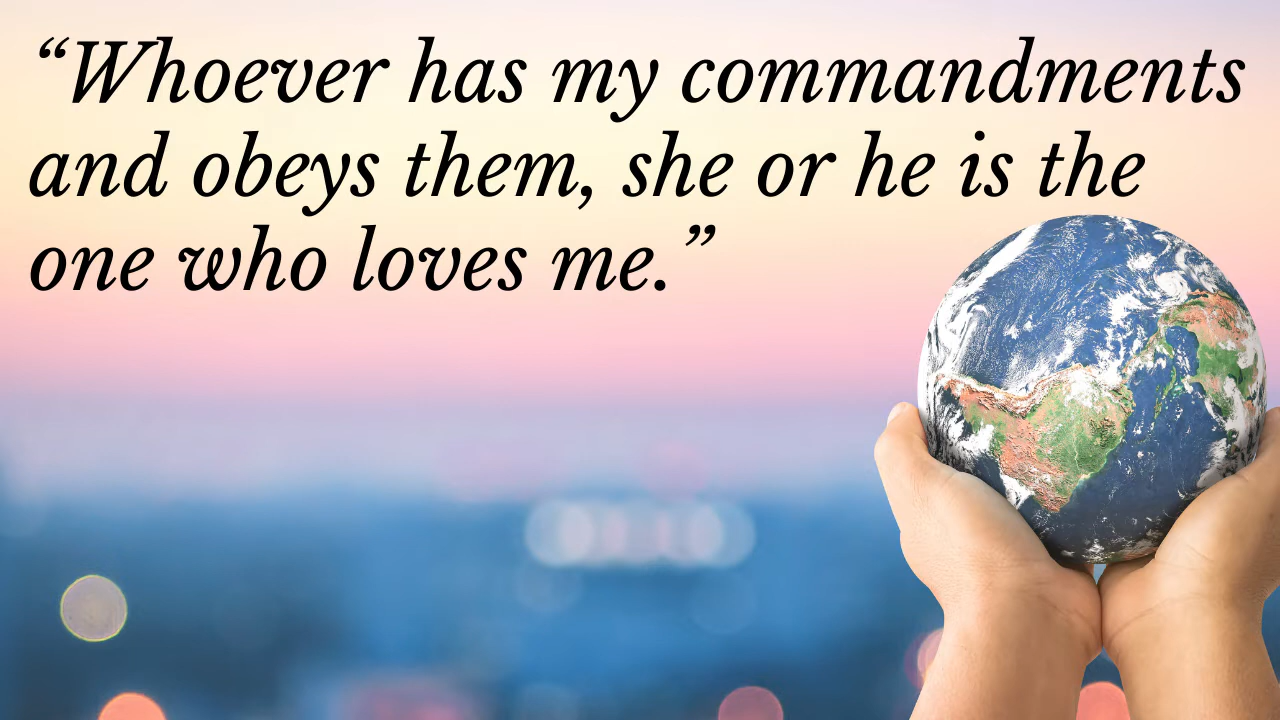 “Whoever has my commandments
and obeys them, she or he is the
one who loves me.”